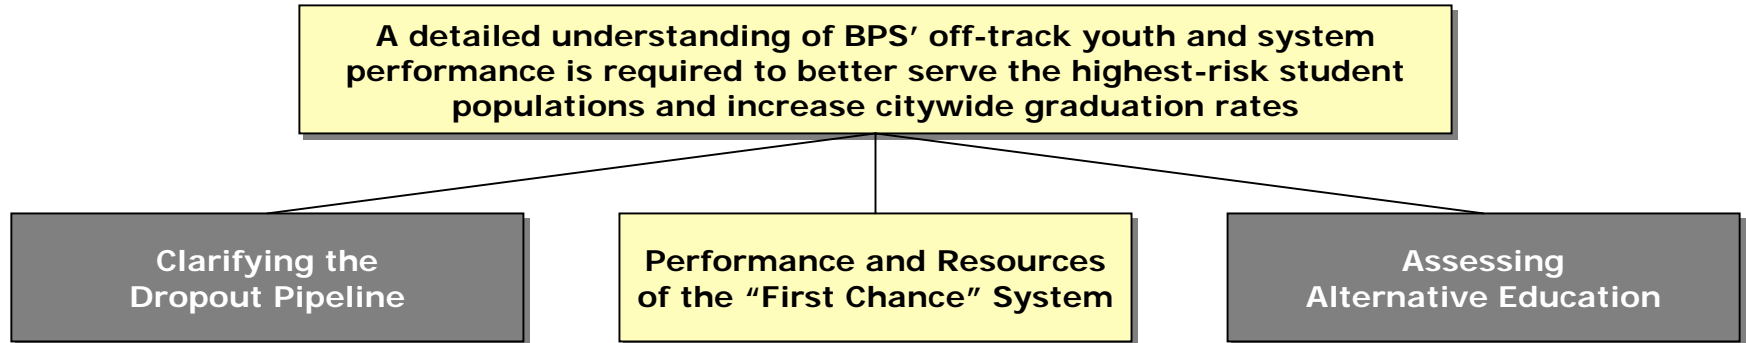 A detailed understanding of BPS’ off-track youth and system
performance is required to better serve the highest-risk student
populations and increase citywide graduation rates
Clarifying the
Dropout Pipeline
Performance and Resources
of the “First Chance” System
Assessing
Alternative Education